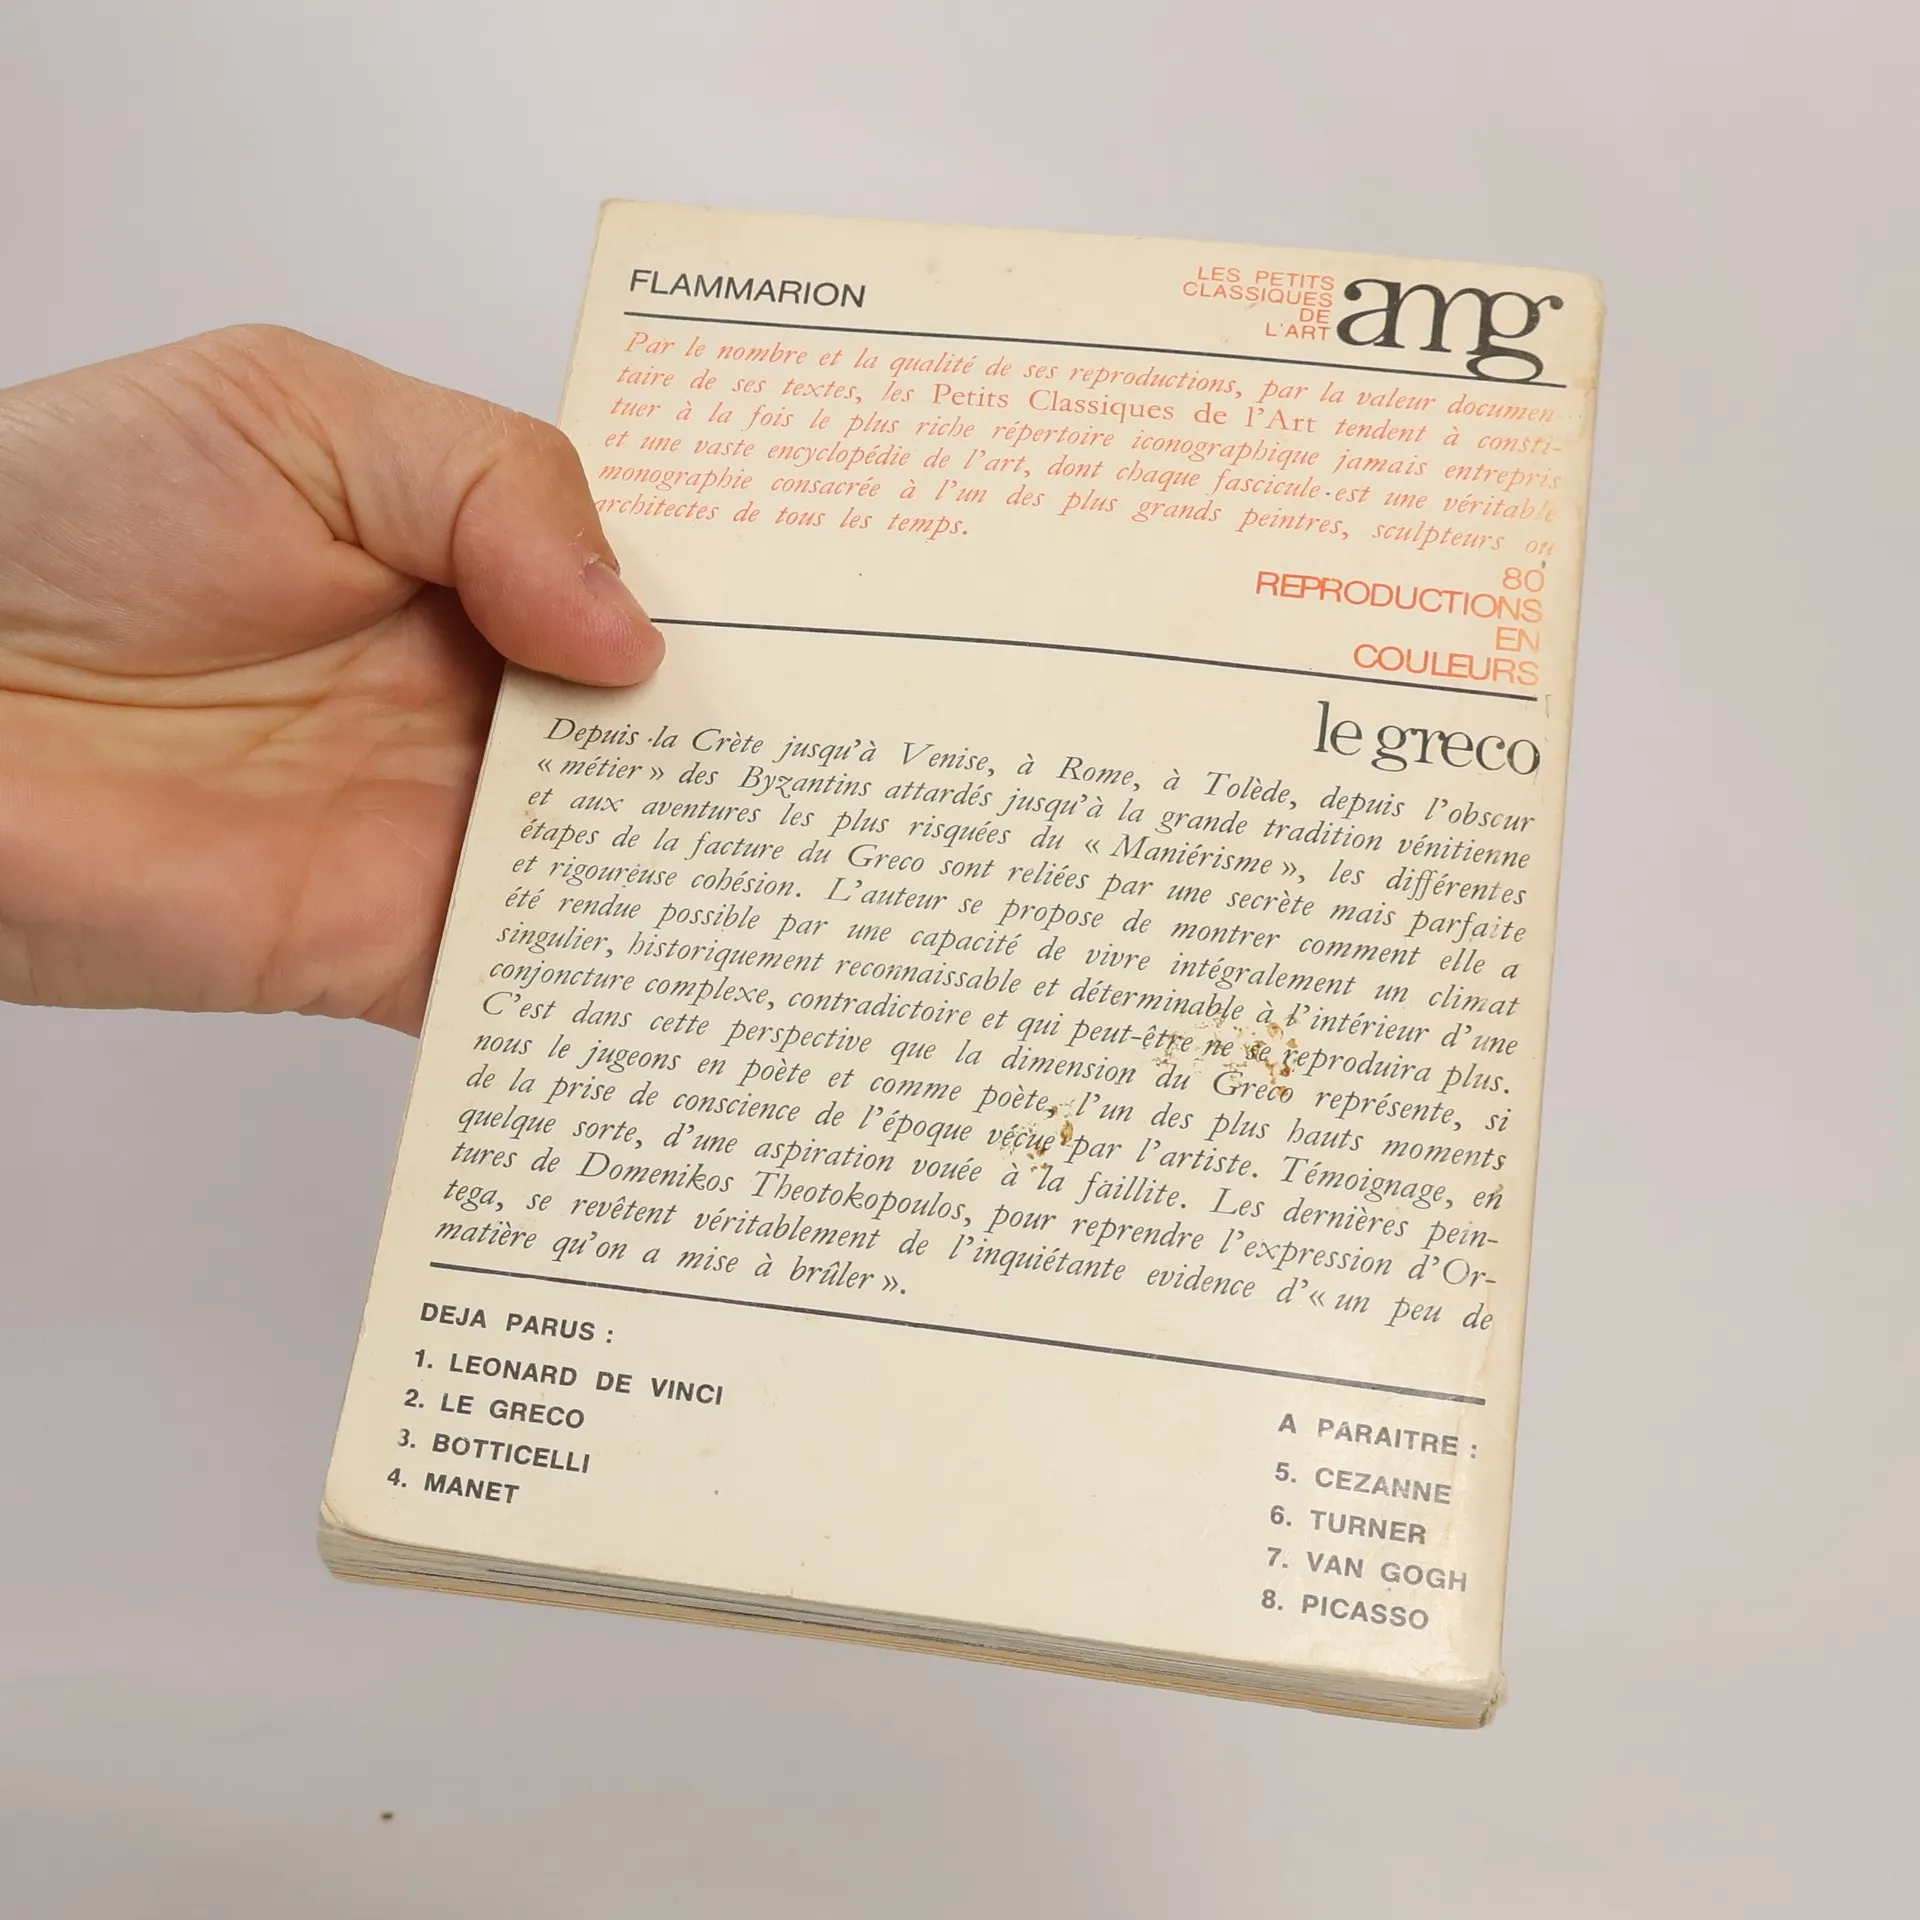 FLAMMARION
LES PETITS
CLASSIQUES
DE
L'ART
amg
Par le nombre et la qualité de ses reproductions, par la valeur documen-
taire de ses textes, les Petits Classiques de l'Art tendent à consti-
tuer à la fois le plus riche répertoire iconographique jamais entrepris
et une vaste encyclopédie de l'art, dont chaque fascicule est une véritable
monographie consacrée à l'un des plus grands peintres, sculpteurs ou
architectes de tous les temps.
80
REPRODUCTIONS
EN
COULEURS
le greco
Depuis la Crète jusqu'à Venise, à Rome, à Tolède, depuis l'obscur
« métier » des Byzantins attardés jusqu'à la grande tradition vénitienne
et aux aventures les plus risquées du « Maniérisme », les différentes
étapes de la facture du Greco sont reliées par une secrète mais parfaite
et rigoureuse cohésion. L'auteur se propose de montrer comment elle a
été rendue possible par une capacité de vivre intégralement un climat
singulier, historiquement reconnaissable et déterminable à l'intérieur d'une
conjoncture complexe, contradictoire et qui peut-être ne se reproduira plus.
C'est dans cette perspective que la dimension du Greco représente, si
nous le jugeons en poète et comme poète, l'un des plus hauts moments
de la prise de conscience de l'époque vécue par l'artiste. Témoignage, en
quelque sorte, d'une aspiration vouée à la faillite. Les dernières pein-
tures de Domenikos Theotokopoulos, pour reprendre l'expression d'Or-
tega, se revêtent véritablement de l'inquiétante evidence d'« un peu de
matière qu'on a mise à brûler ».
DEJA PARUS :
1. LEONARD DE VINCI
2. LE GRECO
3. BOTTICELLI
4. MANET
A PARAITRE :
5. CEZANNE
6. TURNER
7. VAN GOGH
8. PICASSO